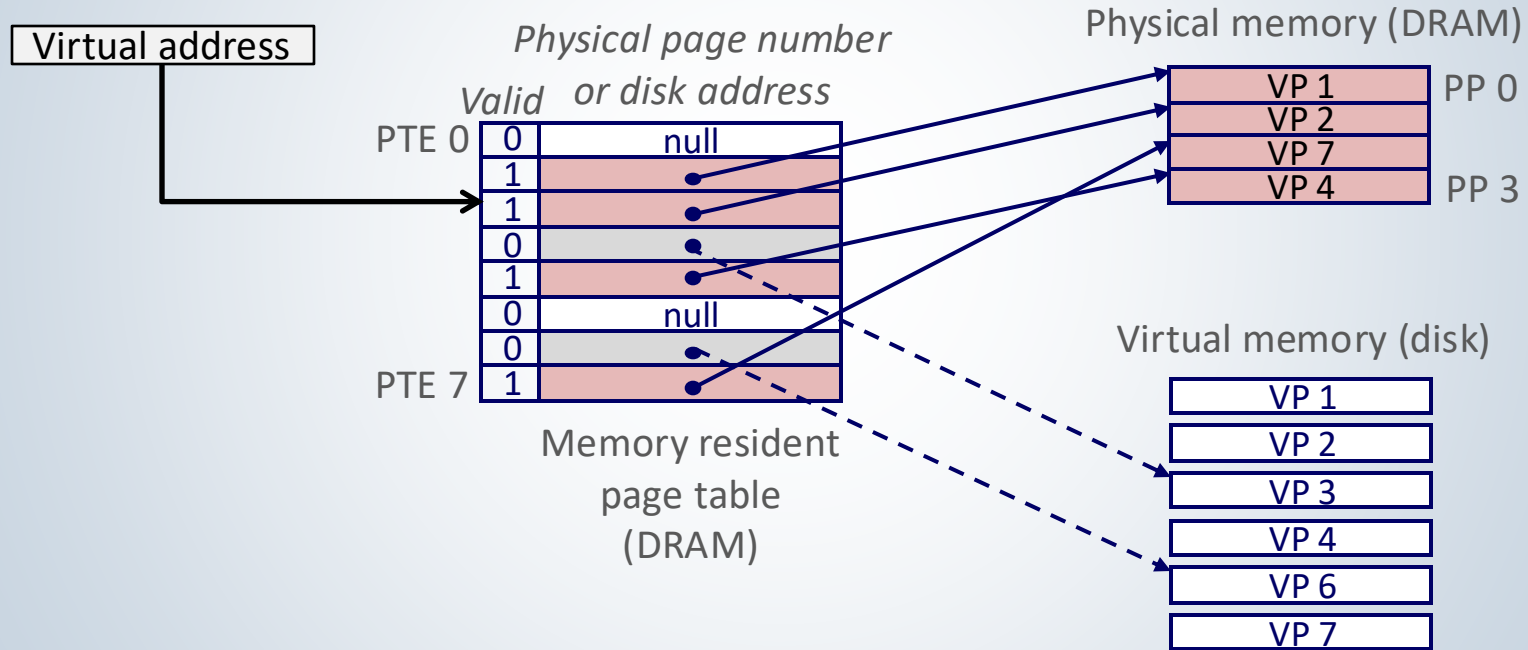 Virtual address
Physical page number
or disk address
Valid
PTE 0
0
null
1
1
0
1
0
null
0
PTE 7
1
Memory resident
page table
(DRAM)
Physical memory (DRAM)
VP 1
PP 0
VP 2
VP 7
VP 4
PP 3
Virtual memory (disk)
VP 1
VP 2
VP 3
VP 4
VP 6
VP 7